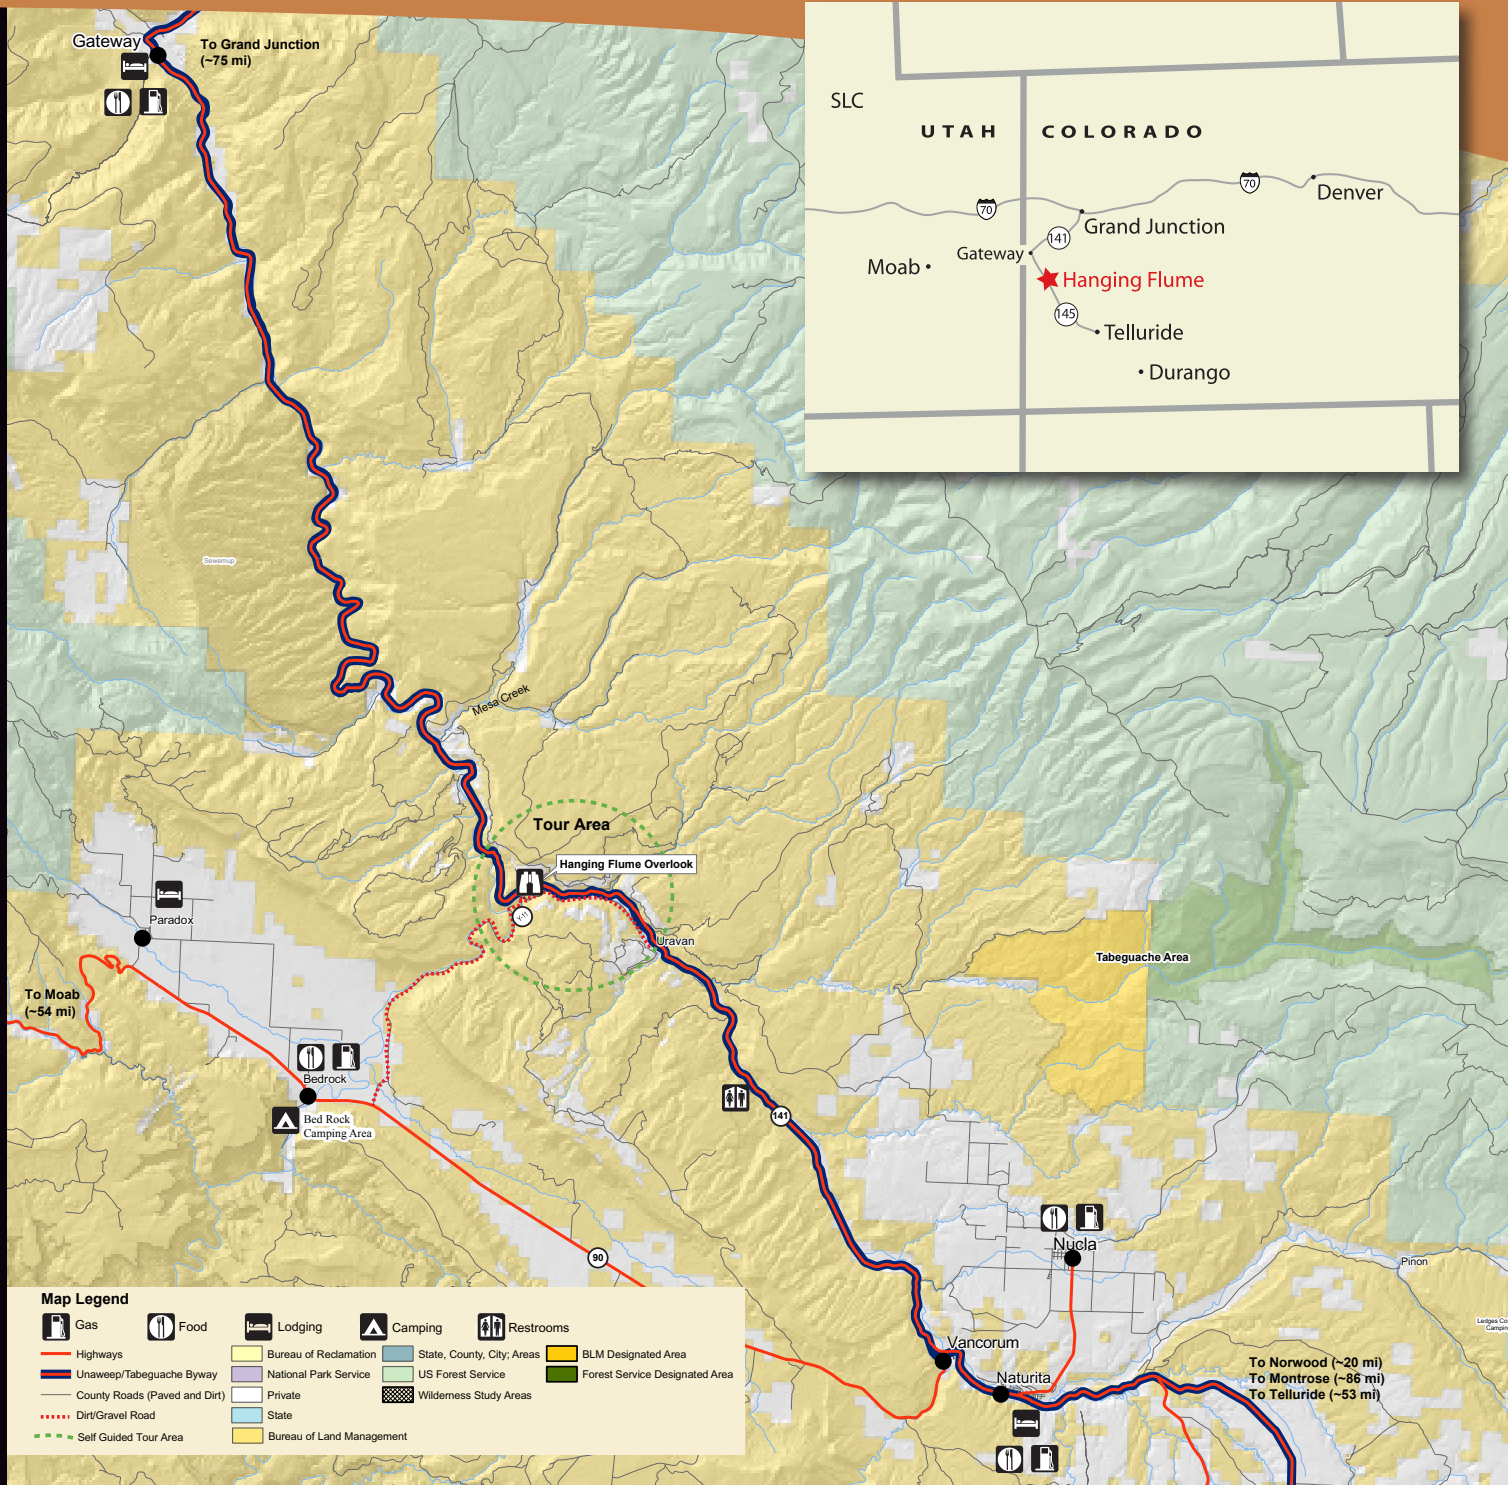 Gateway
To Grand Junction
(~75 mi)
SLC
UTAH
COLORADO
70
70
Denver
Grand Junction
141
Gateway
Moab
Hanging Flume
145
Telluride
Durango
Sewemup
Mesa Creek
Tour Area
Hanging Flume Overlook
Y-11
Uravan
Paradox
To Moab
(~54 mi)
Tabeguache Area
Bedrock
Bed Rock
Camping Area
141
90
Nucla
Pinon
Vancorum
Naturita
To Norwood (~20 mi)
To Montrose (~86 mi)
To Telluride (~53 mi)
Ledges Co
Campin
Map Legend
Gas
Food
Lodging
Camping
Restrooms
Highways
Bureau of Reclamation
State, County, City; Areas
BLM Designated Area
Unaweep/Tabeguache Byway
National Park Service
US Forest Service
Forest Service Designated Area
County Roads (Paved and Dirt)
Private
Wilderness Study Areas
Dirt/Gravel Road
State
Self Guided Tour Area
Bureau of Land Management